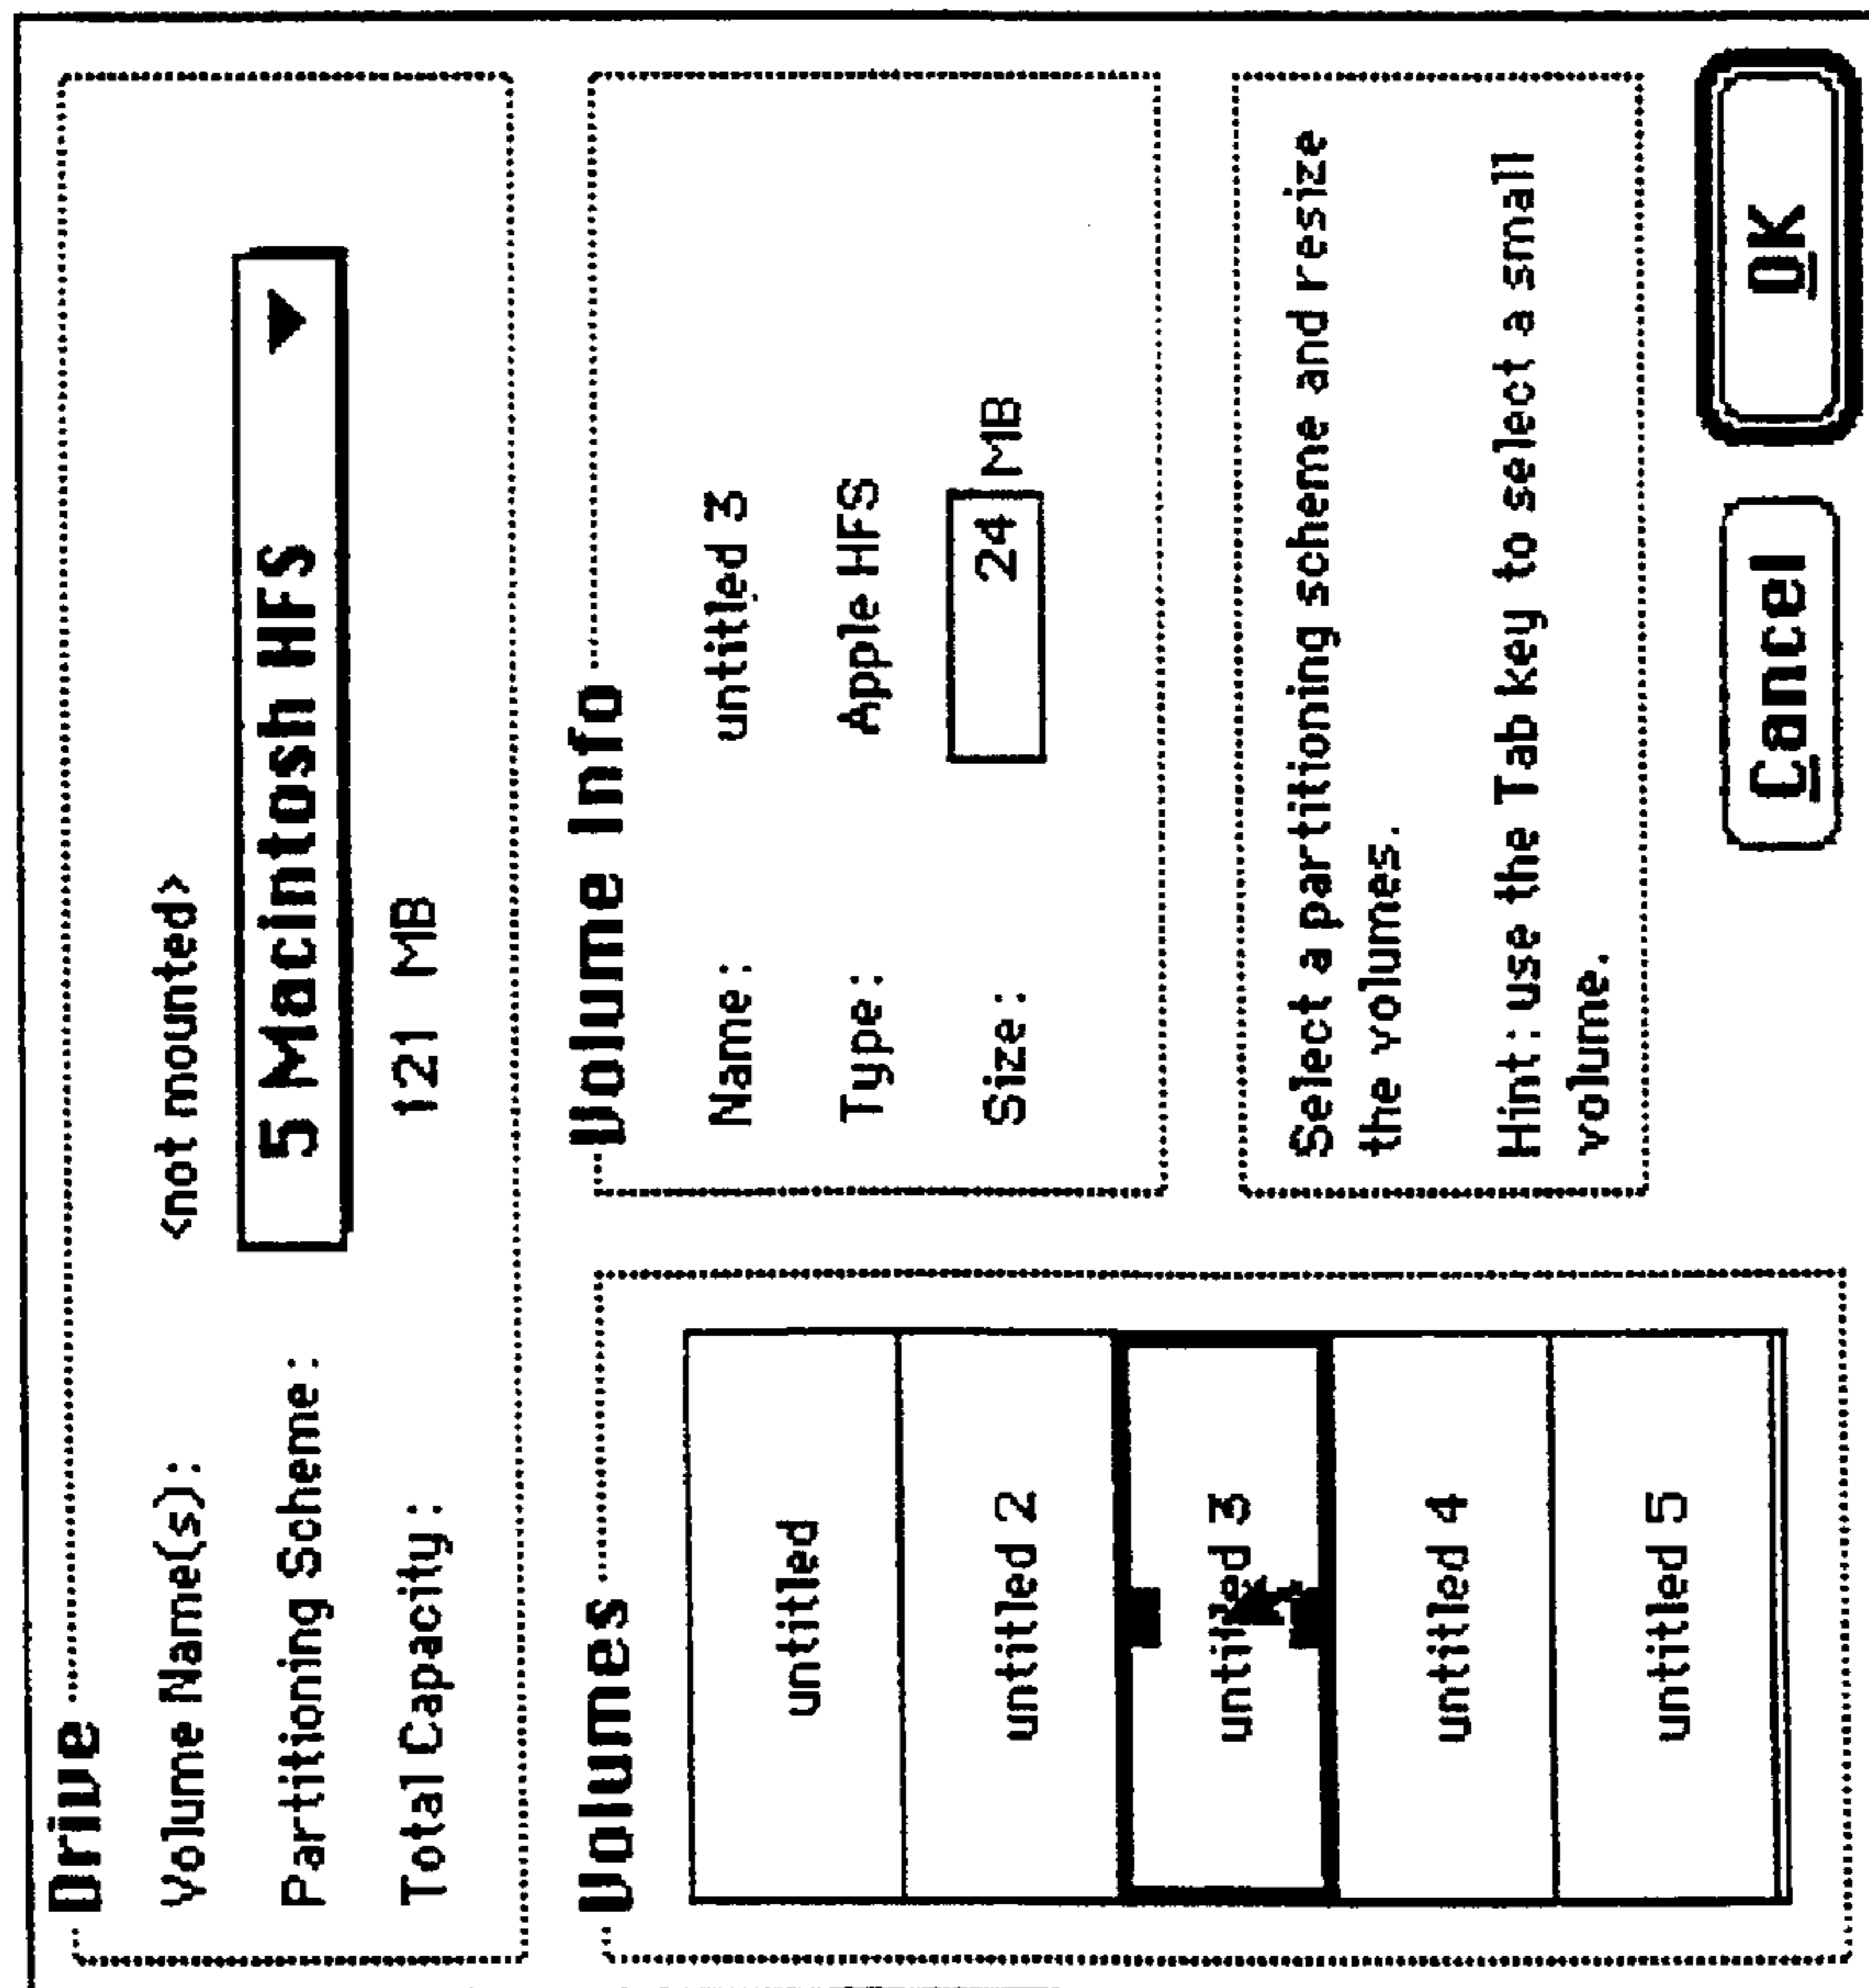 Drive
Volume Name(s): <not mounted>
Partitioning Scheme: 5 Macintosh HFS
Total Capacity: 121 MB
Volumes
untitled
untitled 2
untitled 3
untitled 4
untitled 5
Volume Info
Name: untitled 3
Type: Apple HFS
Size: 24 MB
Select a partitioning scheme and resize
the volumes.
Hint: use the Tab key to select a small
volume.
Cancel
OK